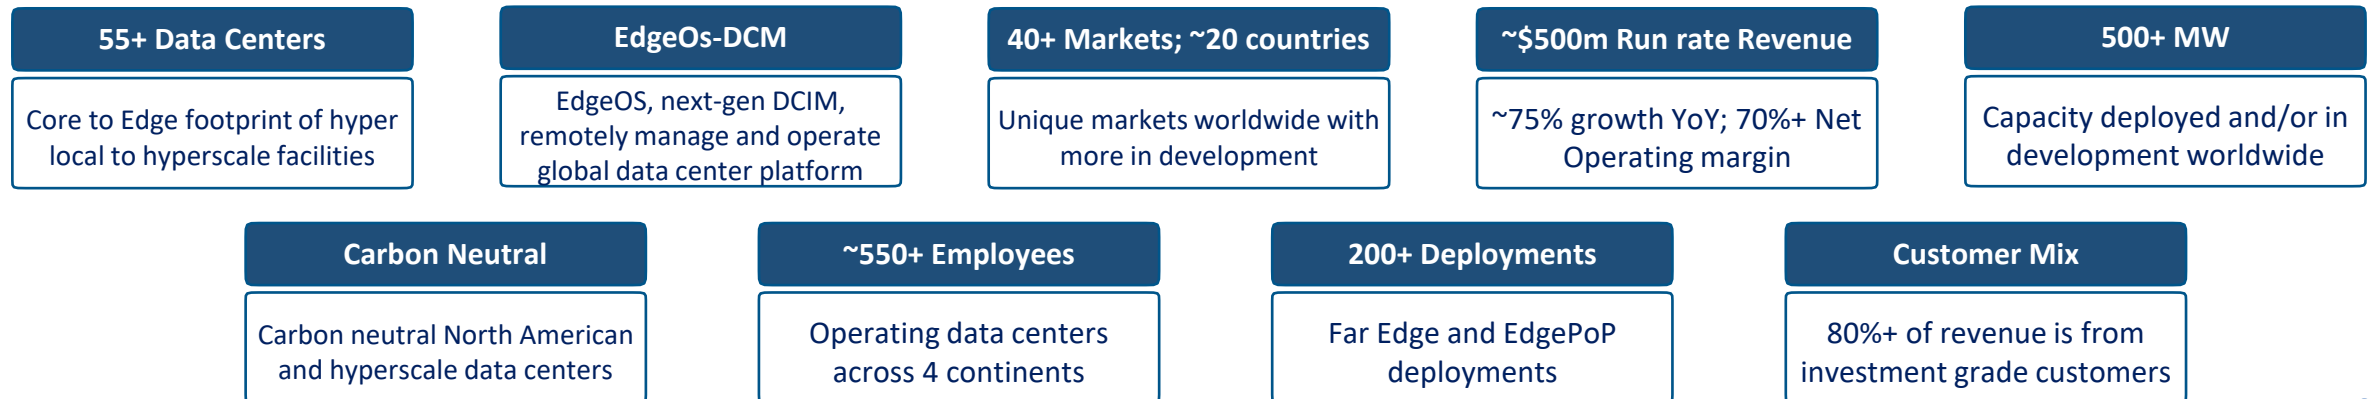 55+ Data Centers
Core to Edge footprint of hyper
local to hyperscale facilities
EdgeOs-DCM
EdgeOS, next-gen DCIM,
remotely manage and operate
global data center platform
40+ Markets; ~20 countries
Unique markets worldwide with
more in development
~$500m Run rate Revenue
~75% growth YoY; 70%+ Net
Operating margin
500+ MW
Capacity deployed and/or in
development worldwide
Carbon Neutral
Carbon neutral North American
and hyperscale data centers
~550+ Employees
Operating data centers
across 4 continents
200+ Deployments
Far Edge and EdgePoP
deployments
Customer Mix
80%+ of revenue is from
investment grade customers